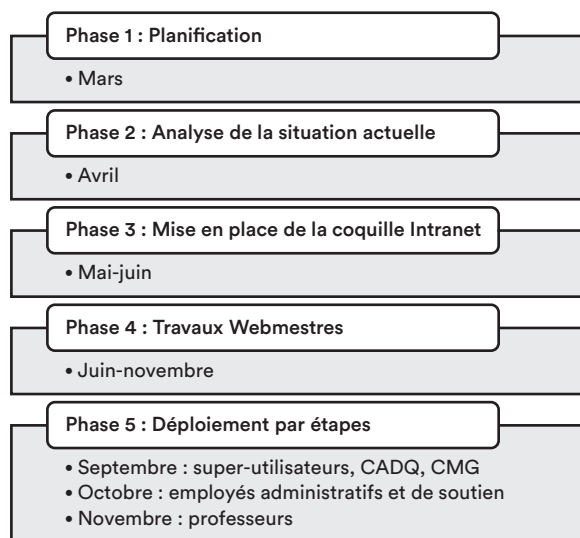 Phase 1 : Planification
• Mars
Phase 2 : Analyse de la situation actuelle
• Avril
Phase 3 : Mise en place de la coquille Intranet
• Mai-juin
Phase 4 : Travaux Webmestres
• Juin-novembre
Phase 5 : Déploiement par étapes
• Septembre : super-utilisateurs, CADQ, CMG
• Octobre : employés administratifs et de soutien
• Novembre : professeurs